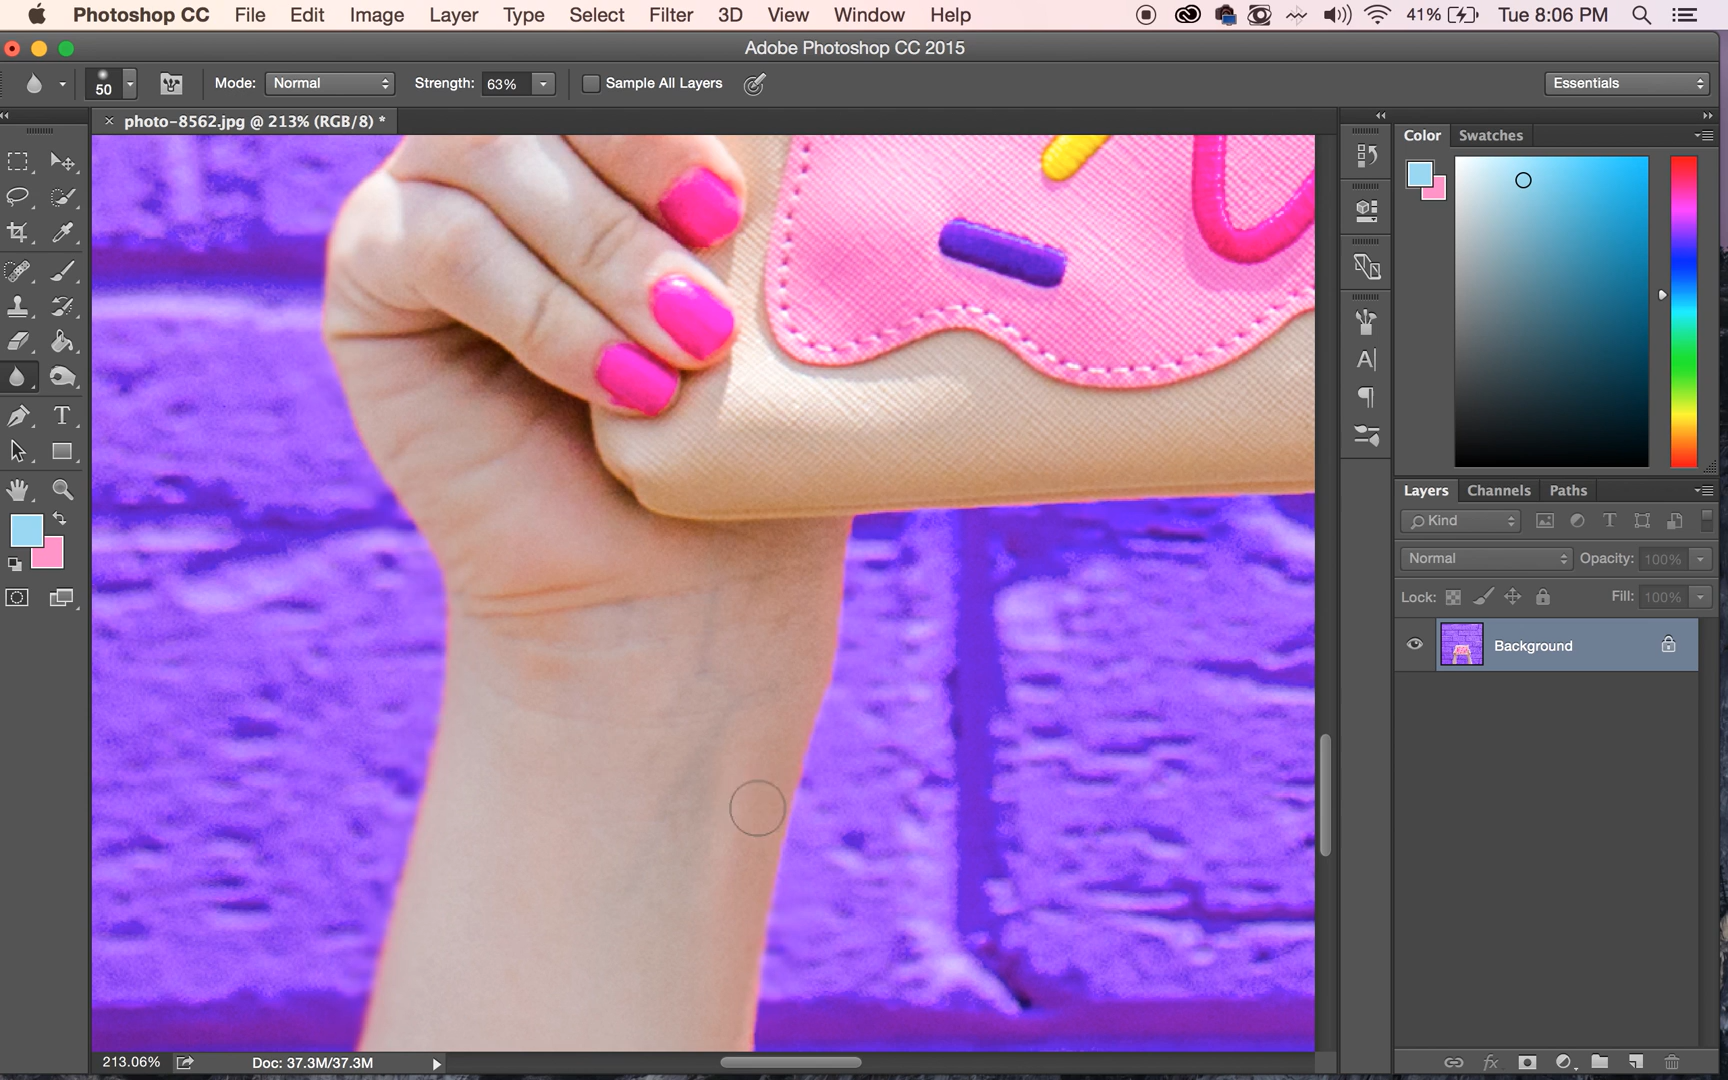 Photoshop CC File Edit Image Layer Type Select Filter 3D View Window Help 41% Tue 8:06 PM
Adobe Photoshop CC 2015
50 Mode: Normal Strength: 63% Sample All Layers Essentials
photo-8562.jpg @ 213% (RGB/8) *
Color Swatches
Layers Channels Paths
Kind
Normal Opacity: 100%
Lock: Fill: 100%
Background
213.06% Doc: 37.3M/37.3M